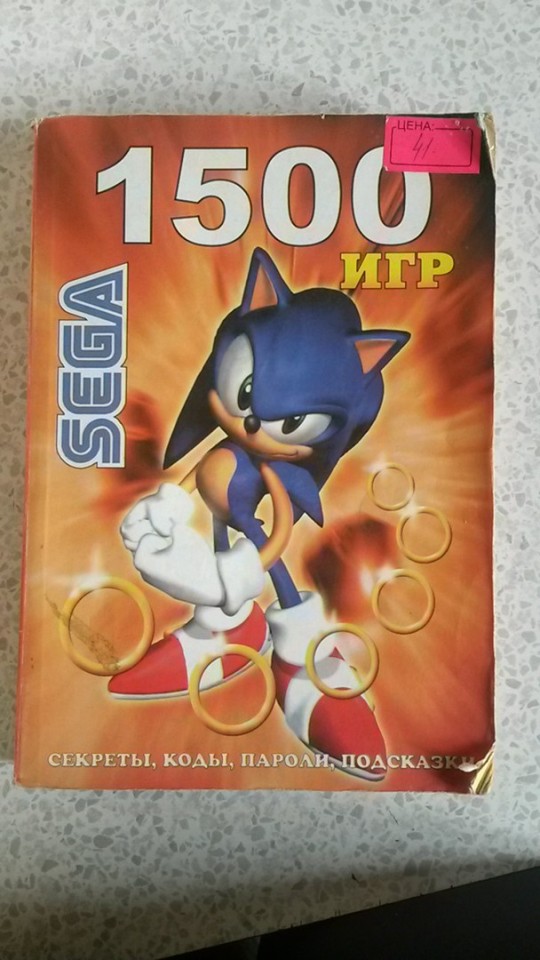 ЦЕНА:
41
1500
ИГР
SEGA
СЕКРЕТЫ, КОДЫ, ПАРОЛИ, ПОДСКАЗКИ